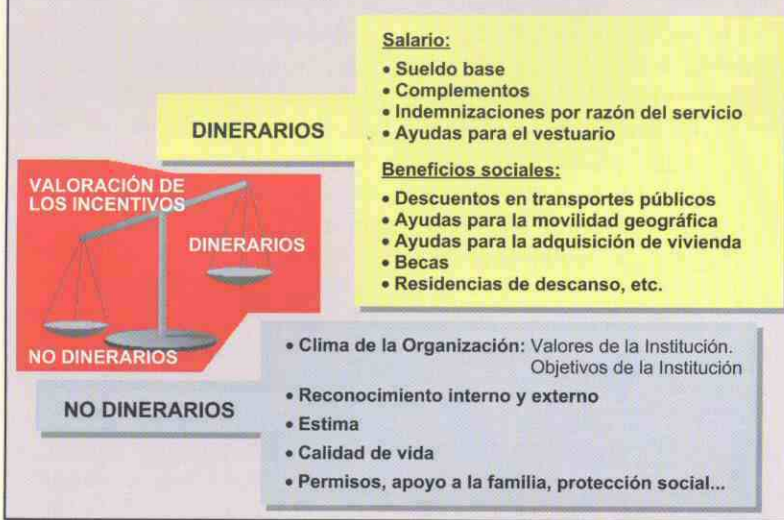 Salario:
• Sueldo base
• Complementos
• Indemnizaciones por razón del servicio
• Ayudas para el vestuario
DINERARIOS
Beneficios sociales:
• Descuentos en transportes públicos
• Ayudas para la movilidad geográfica
• Ayudas para la adquisición de vivienda
• Becas
• Residencias de descanso, etc.
VALORACIÓN DE
LOS INCENTIVOS
DINERARIOS
NO DINERARIOS
NO DINERARIOS
• Clima de la Organización: Valores de la Institución.
Objetivos de la Institución
• Reconocimiento interno y externo
• Estima
• Calidad de vida
• Permisos, apoyo a la familia, protección social...